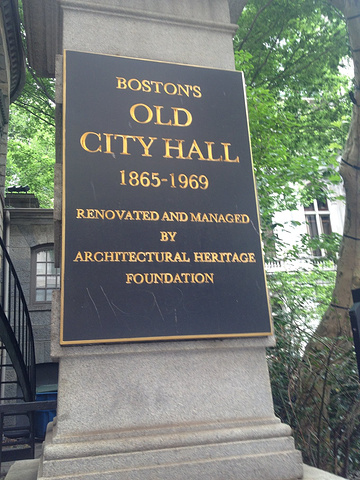 BOSTON'S
OLD
CITY HALL
1865-1969
RENOVATED AND MANAGED
BY
ARCHITECTURAL HERITAGE
FOUNDATION